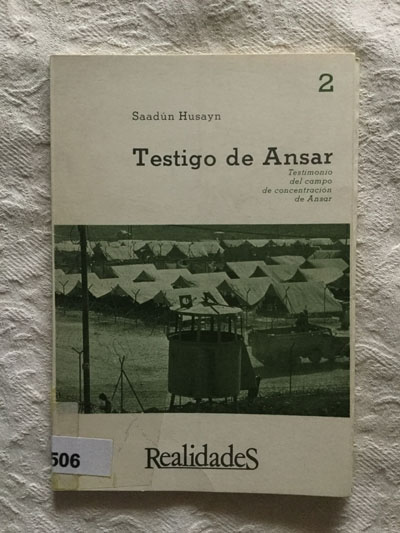 2
Saadún Husayn
Testigo de Ansar
Testimonio
del campo
de concentración
de Ansar
506
RealidadeS